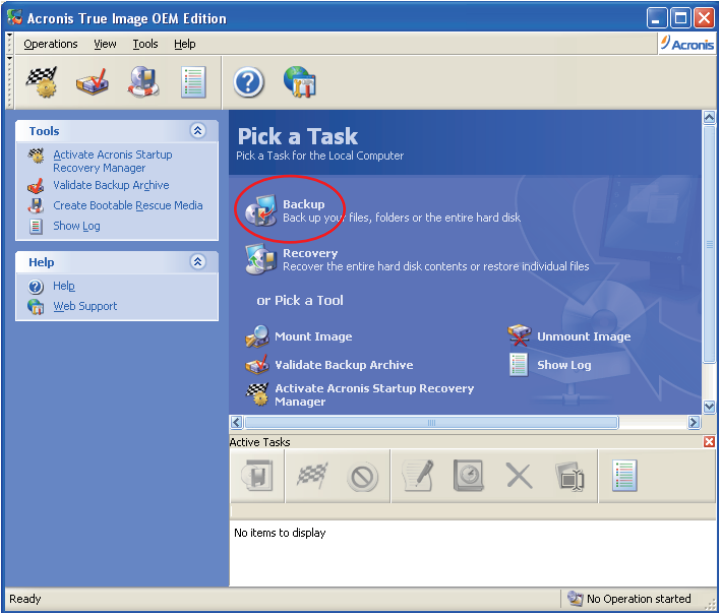 Acronis True Image OEM Edition
Operations View Tools Help
Acronis
Tools
Activate Acronis Startup
Recovery Manager
Validate Backup Archive
Create Bootable Rescue Media
Show Log
Help
Help
Web Support
Pick a Task
Pick a Task for the Local Computer
Backup
Back up your files, folders or the entire hard disk
Recovery
Recover the entire hard disk contents or restore individual files
or Pick a Tool
Mount Image
Unmount Image
Validate Backup Archive
Show Log
Activate Acronis Startup Recovery
Manager
Active Tasks
No items to display
Ready
No Operation started